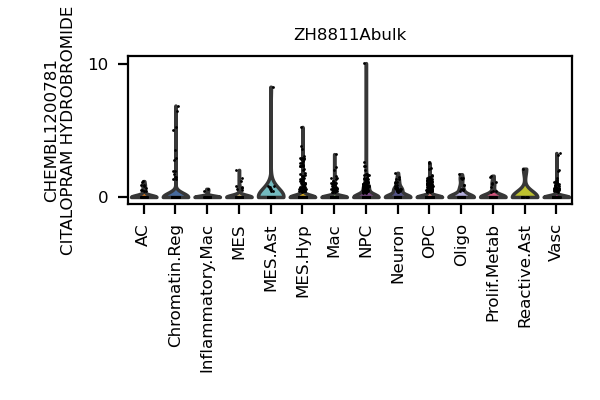 ZH8811Abulk
CHEMBL1200781
CITALOPRAM HYDROBROMIDE
10
0
AC
Chromatin.Reg
Inflammatory.Mac
MES
MES.Ast
MES.Hyp
Mac
NPC
Neuron
OPC
Oligo
Prolif.Metab
Reactive.Ast
Vasc